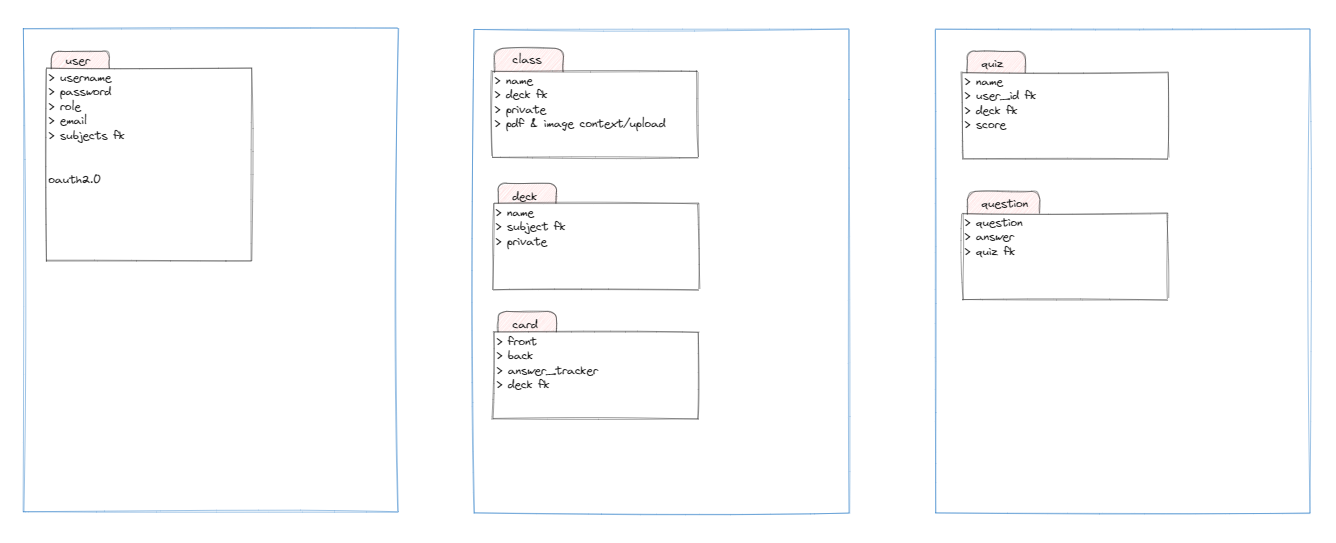 user
> username
> password
> role
> email
> subjects fk
oauth2.0
class
> name
> deck fk
> private
> pdf & image context/upload
deck
> name
> subject fk
> private
card
> front
> back
> answer_tracker
> deck fk
quiz
> name
> user_id fk
> deck fk
> score
question
> question
> answer
> quiz fk